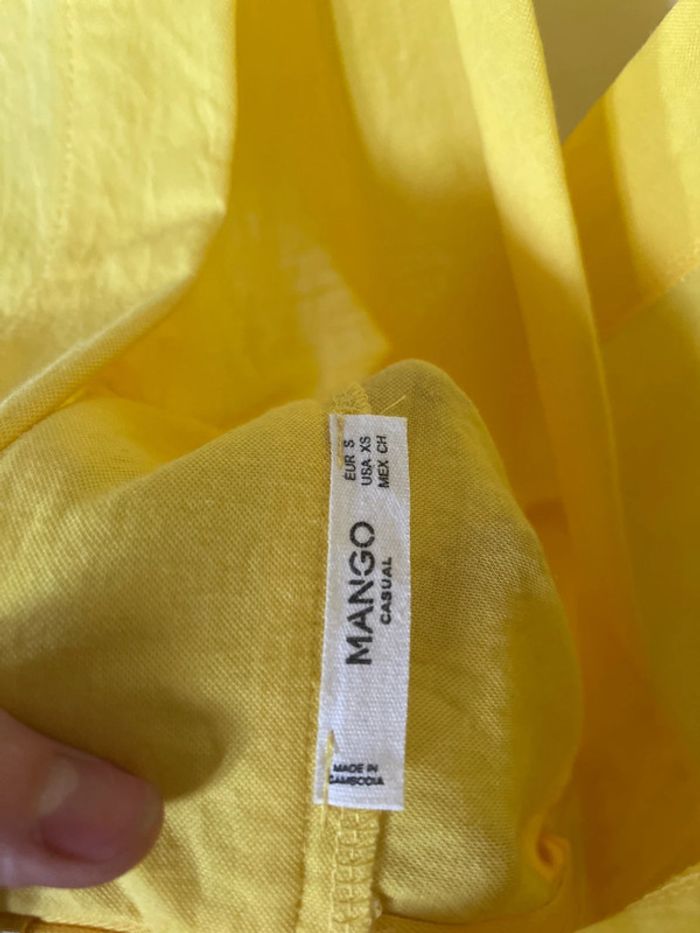 EUR S
USA XS
MEX CH
MANGO
CASUAL
MADE IN
CAMBODIA